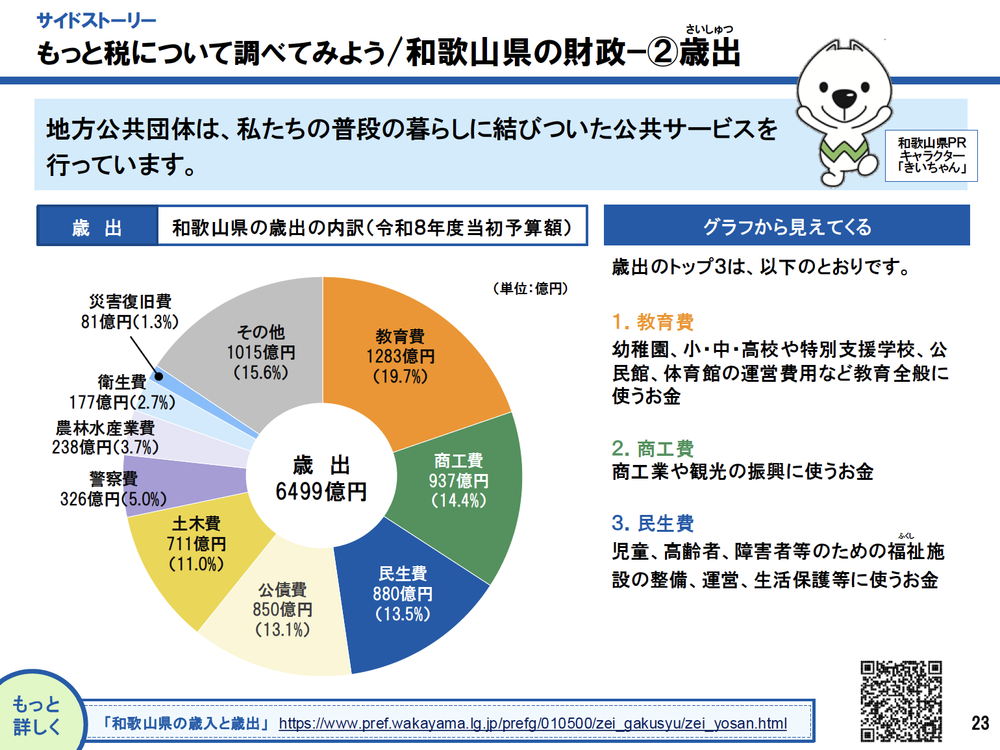 サイドストーリー
さいしゅつ
もっと税について調べてみよう/和歌山県の財政−②歳出
地方公共団体は、私たちの普段の暮らしに結びついた公共サービスを
行っています。
和歌山県PR
キャラクター
「きいちゃん」
歳 出
和歌山県の歳出の内訳(令和8年度当初予算額)
(単位:億円)
教育費
1283億円
(19.7%)
商工費
937億円
(14.4%)
民生費
880億円
(13.5%)
公債費
850億円
(13.1%)
土木費
711億円
(11.0%)
警察費
326億円(5.0%)
農林水産業費
238億円(3.7%)
衛生費
177億円(2.7%)
災害復旧費
81億円(1.3%)
その他
1015億円
(15.6%)
歳 出
6499億円
グラフから見えてくる
歳出のトップ3は、以下のとおりです。
1. 教育費
幼稚園、小・中・高校や特別支援学校、公
民館、体育館の運営費用など教育全般に
使うお金
2. 商工費
商工業や観光の振興に使うお金
3. 民生費
ふくし
児童、高齢者、障害者等のための福祉施
設の整備、運営、生活保護等に使うお金
もっと
詳しく
「和歌山県の歳入と歳出」 https://www.pref.wakayama.lg.jp/prefg/010500/zei_gakusyu/zei_yosan.html
23